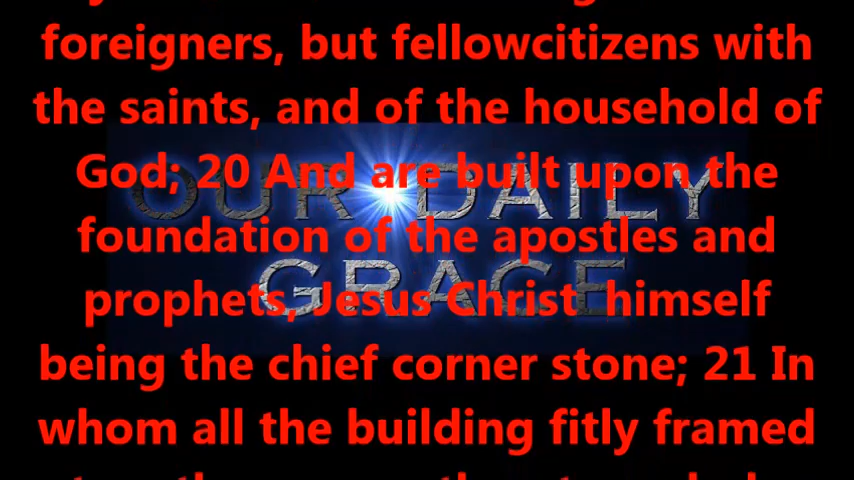 foreigners, but fellowcitizens with
the saints, and of the household of
God; 20 And are built upon the
foundation of the apostles and
prophets, Jesus Christ himself
being the chief corner stone; 21 In
whom all the building fitly framed
OUR DAILY
GRACE